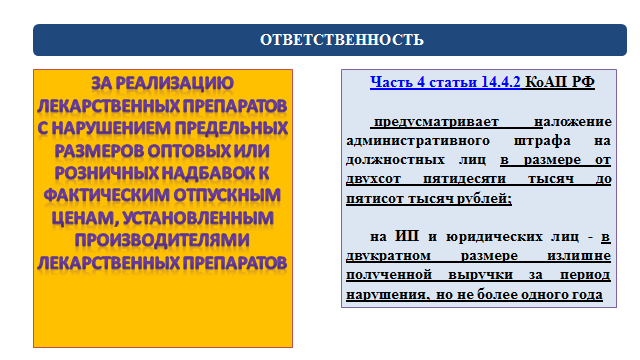 ОТВЕТСТВЕННОСТЬ
ЗА РЕАЛИЗАЦИЮ
ЛЕКАРСТВЕННЫХ ПРЕПАРАТОВ
С НАРУШЕНИЕМ ПРЕДЕЛЬНЫХ
РАЗМЕРОВ ОПТОВЫХ ИЛИ
РОЗНИЧНЫХ НАДБАВОК К
ФАКТИЧЕСКИМ ОТПУСКНЫМ
ЦЕНАМ, УСТАНОВЛЕННЫМ
ПРОИЗВОДИТЕЛЯМИ
ЛЕКАРСТВЕННЫХ ПРЕПАРАТОВ
Часть 4 статьи 14.4.2 КоАП РФ
предусматривает наложение
административного штрафа на
должностных лиц в размере от
двухсот пятидесяти тысяч до
пятисот тысяч рублей;
на ИП и юридических лиц - в
двукратном размере излишне
полученной выручки за период
нарушения, но не более одного года